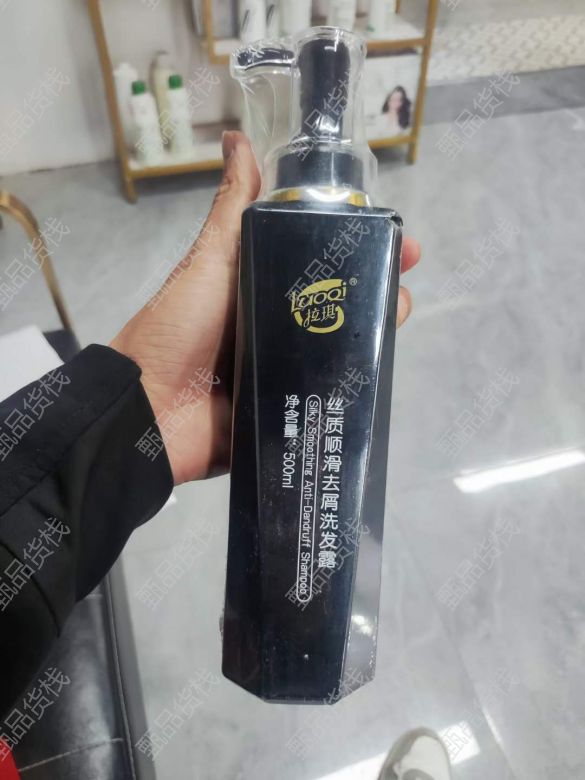 LuoQi®
拉琪
丝质顺滑去屑洗发露
Silky Smoothing Anti-Dandruff Shampoo
净含量：500ml
甄品货栈